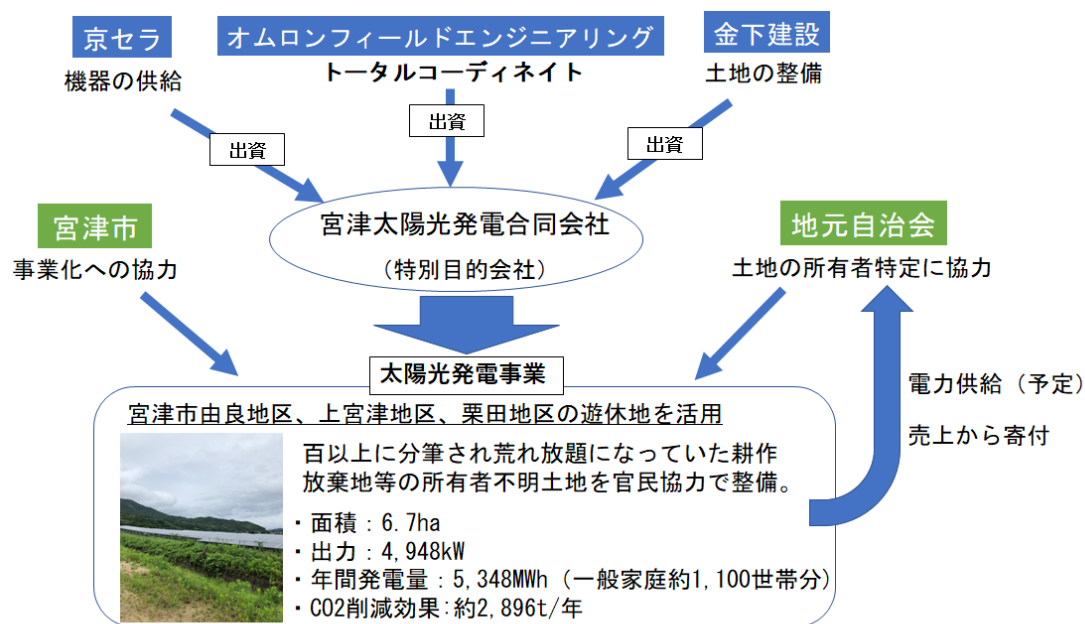 京セラ
機器の供給
オムロンフィールドエンジニアリング
トータルコーディネイト
金下建設
土地の整備
出資
出資
出資
宮津太陽光発電合同会社
（特別目的会社）
宮津市
事業化への協力
地元自治会
土地の所有者特定に協力
太陽光発電事業
宮津市由良地区、上宮津地区、栗田地区の遊休地を活用
百以上に分筆され荒れ放題になっていた耕作
放棄地等の所有者不明土地を官民協力で整備。
・面積：6.7ha
・出力：4,948kW
・年間発電量：5,348MWh（一般家庭約1,100世帯分）
・CO2削減効果:約2,896t/年
電力供給（予定）
売上から寄付